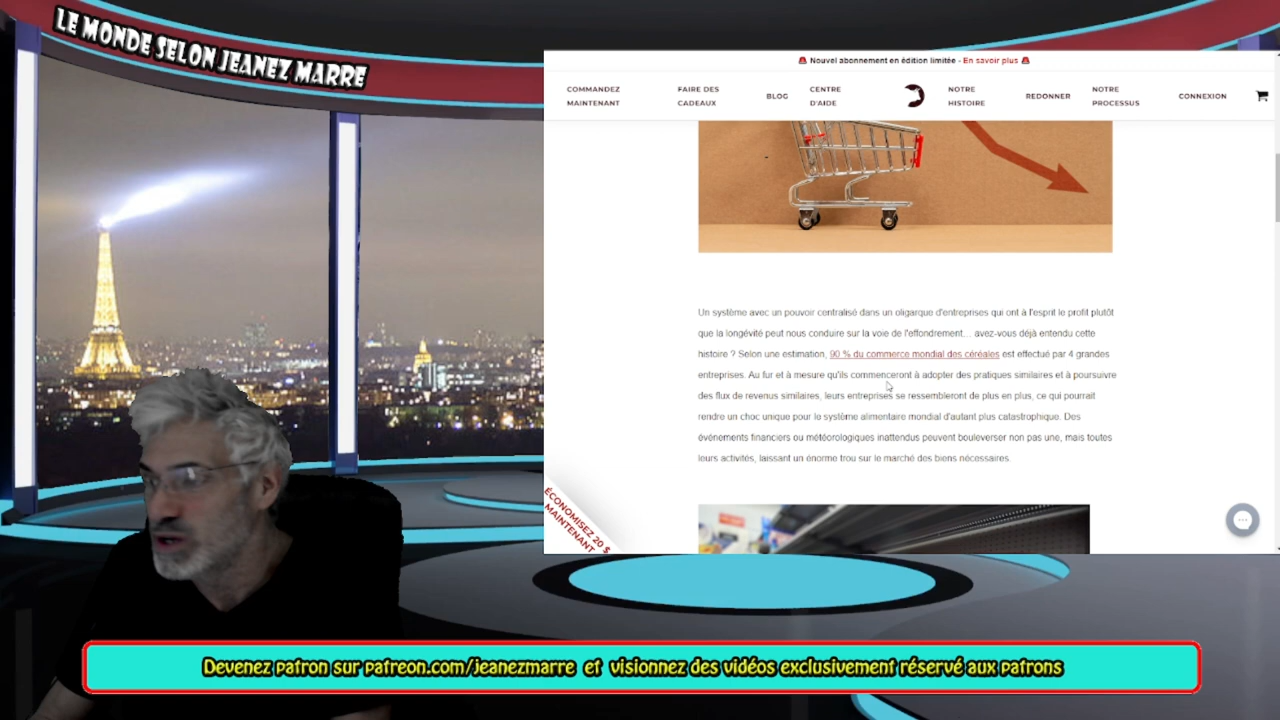 LE MONDE SELON JEANEZ MARRE
Nouvel abonnement en édition limitée - En savoir plus
COMMANDEZ MAINTENANT
FAIRE DES CADEAUX
BLOG
CENTRE D'AIDE
NOTRE HISTOIRE
REDONNER
NOTRE PROCESSUS
CONNEXION
Un système avec un pouvoir centralisé dans un oligarque d'entreprises qui ont à l'esprit le profit plutôt
que la longévité peut nous conduire sur la voie de l'effondrement... avez-vous déjà entendu cette
histoire ? Selon une estimation, 90 % du commerce mondial des céréales est effectué par 4 grandes
entreprises. Au fur et à mesure qu'ils commenceront à adopter des pratiques similaires et à poursuivre
des flux de revenus similaires, leurs entreprises se ressembleront de plus en plus, ce qui pourrait
rendre un choc unique pour le système alimentaire mondial d'autant plus catastrophique. Des
événements financiers ou météorologiques inattendus peuvent bouleverser non pas une, mais toutes
leurs activités, laissant un énorme trou sur le marché des biens nécessaires.
ÉCONOMISEZ 20 $
MAINTENANT
Devenez patron sur patreon.com/jeanezmarre et visionnez des vidéos exclusivement réservé aux patrons